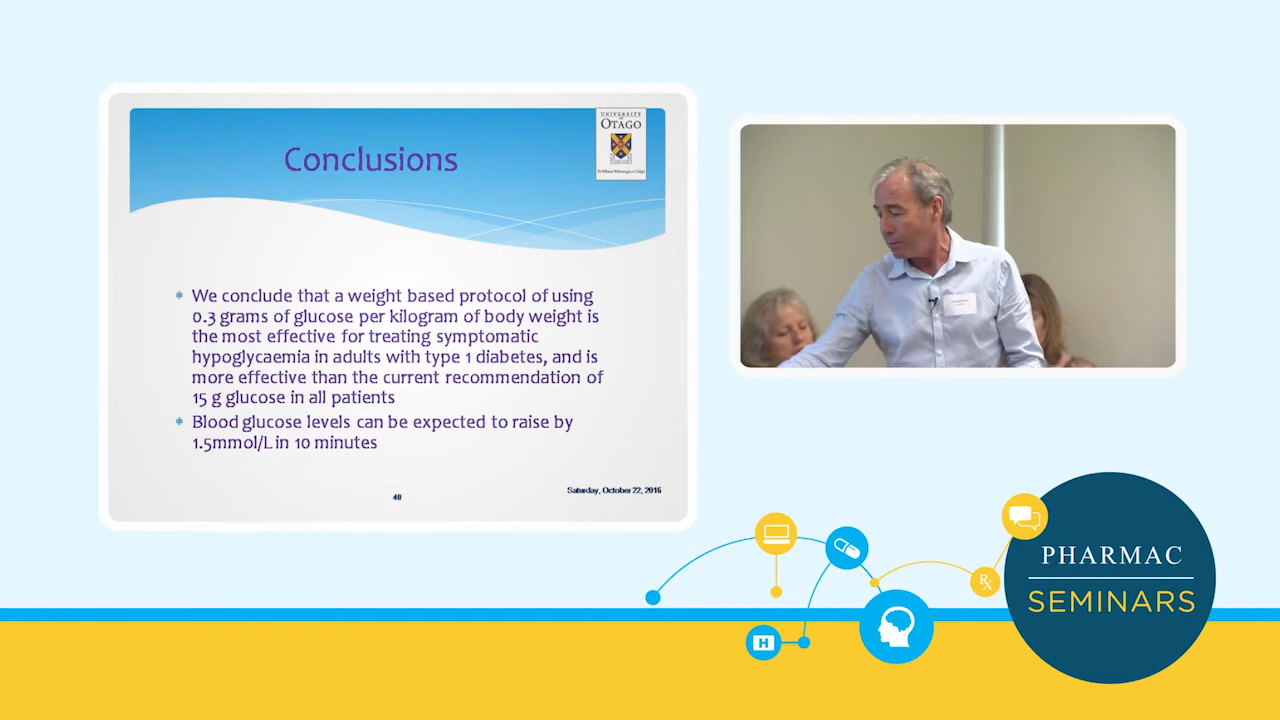 UNIVERSITY
of
OTAGO
Conclusions
We conclude that a weight based protocol of using
0.3 grams of glucose per kilogram of body weight is
the most effective for treating symptomatic
hypoglycaemia in adults with type 1 diabetes, and is
more effective than the current recommendation of
15 g glucose in all patients
Blood glucose levels can be expected to raise by
1.5mmol/L in 10 minutes
40
Saturday, October 22, 2016
H
Rx
PHARMAC
SEMINARS